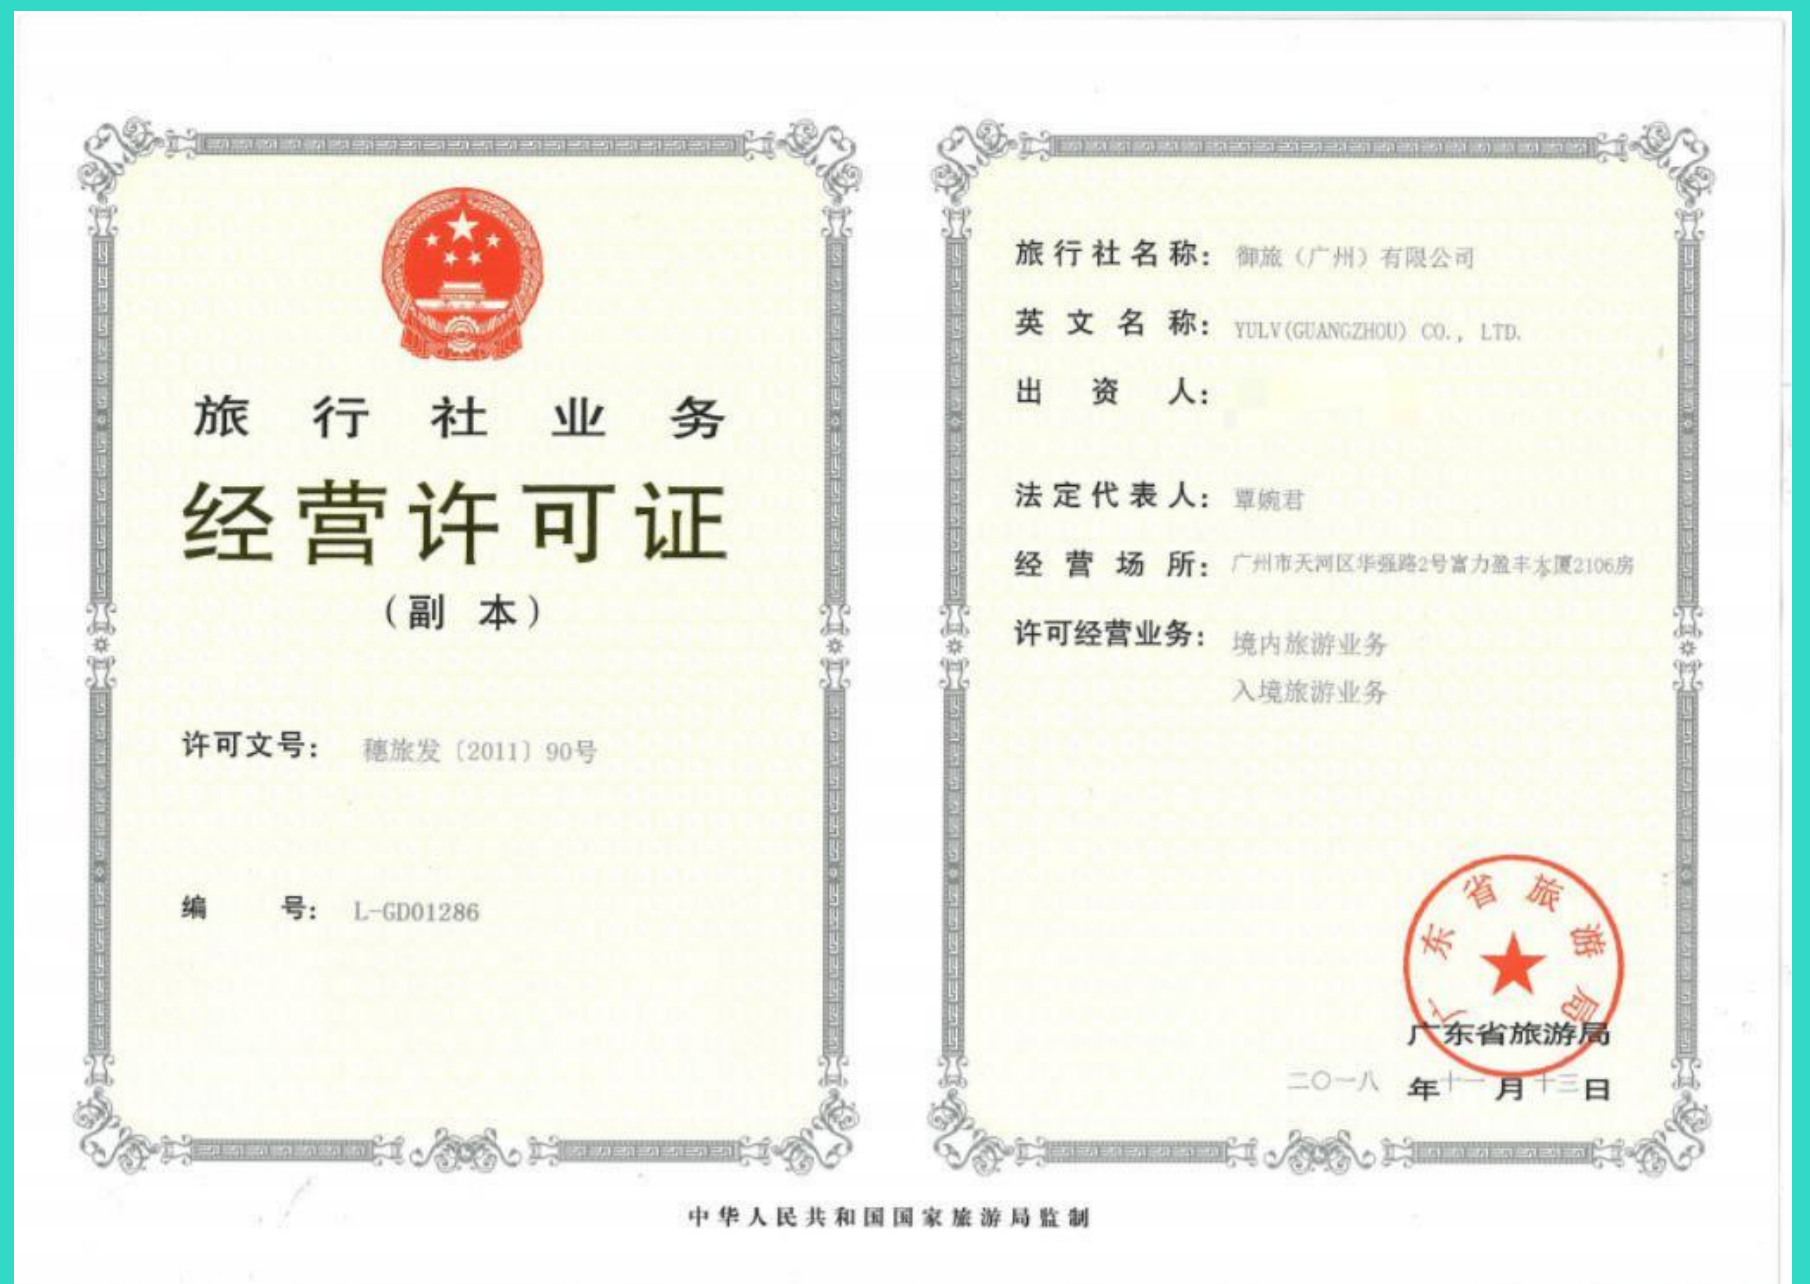 旅行社业务
经营许可证
（副 本）
许可文号： 穗旅发〔2011〕90号
编 号： L-GD01286
旅行社名称： 御旅（广州）有限公司
英文名称： YULV(GUANGZHOU) CO., LTD.
出资人：
法定代表人： 覃婉君
经营场所： 广州市天河区华强路2号富力盈丰大厦2106房
许可经营业务： 境内旅游业务
入境旅游业务
广东省旅游局
广东省旅游局
二〇一八年十一月十三日
中华人民共和国国家旅游局监制